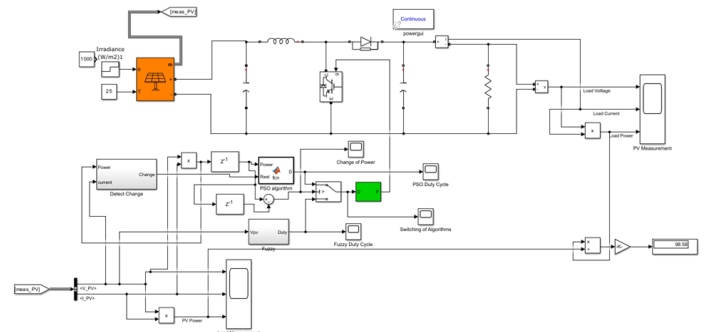 [meas_PV]
Continuous
powergui
Irradiance
(W/m2)1
1000
25
Load Voltage
Load Current
Load Power
PV Measurement
Change of Power
Power
Change
current
Detect Change
x
Z-1
Power
fcn
D
PSO algorithm
PSO Duty Cycle
Z-1
Switching of Algorithms
Vpv
Duty
Fuzzy
Fuzzy Duty Cycle
98.58
[meas_PV]
<V_PV>
<I_PV>
x
PV Power